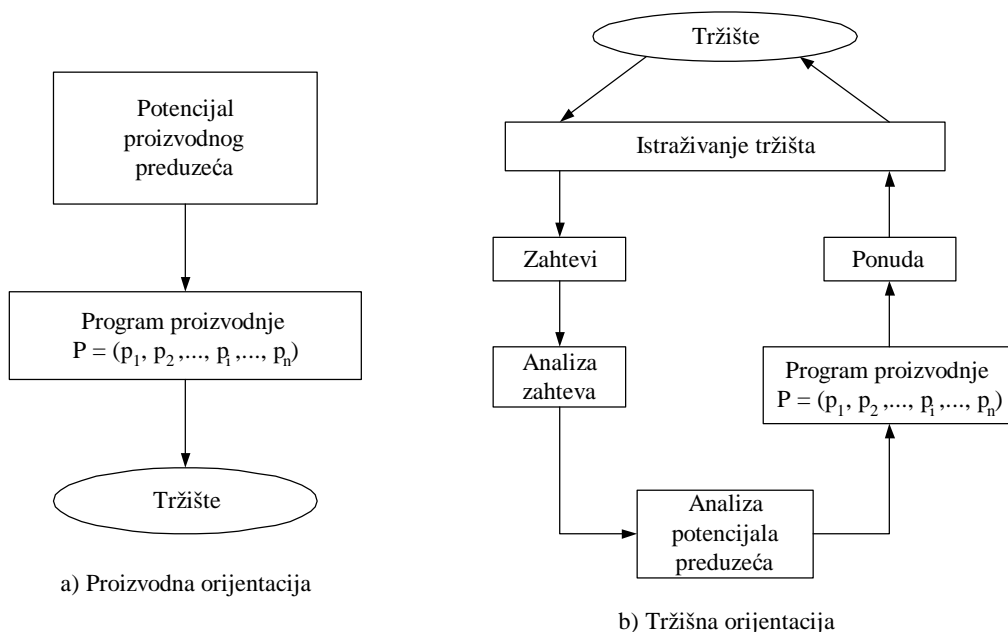 Potencijal
proizvodnog
preduzeća
Program proizvodnje
P = (p₁, p₂ ,..., pᵢ ,..., pₙ)
Tržište
a) Proizvodna orijentacija
Tržište
Istraživanje tržišta
Zahtevi
Analiza
zahteva
Analiza
potencijala
preduzeća
Program proizvodnje
P = (p₁, p₂ ,..., pᵢ ,..., pₙ)
Ponuda
b) Tržišna orijentacija